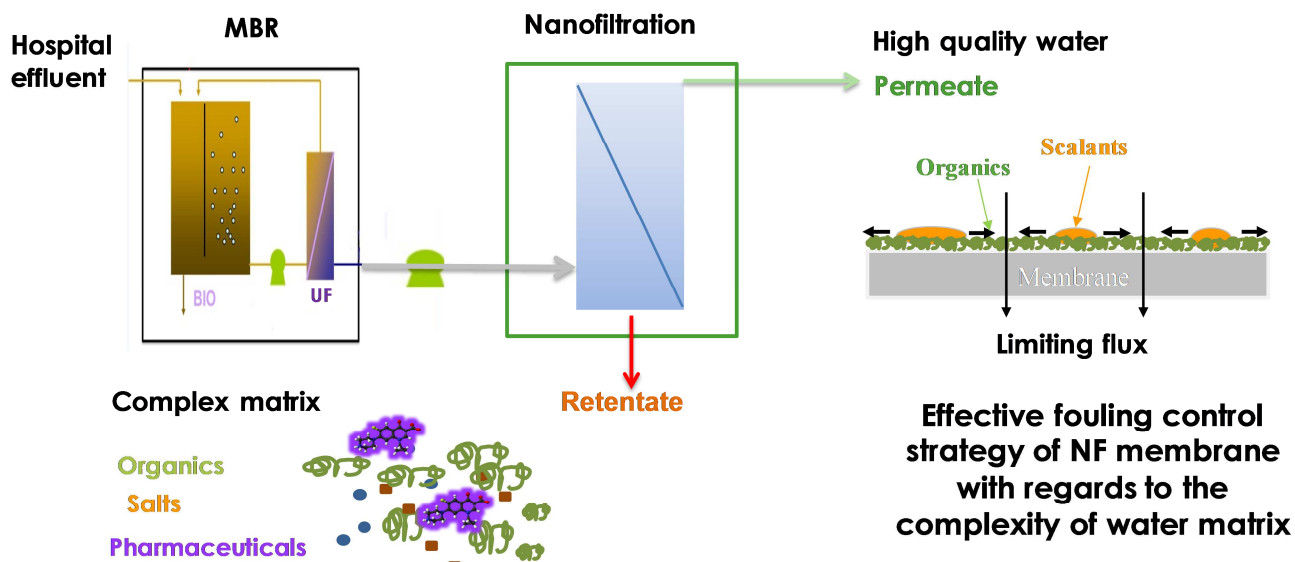 MBR
Nanofiltration
Hospital
effluent
High quality water
Permeate
BIO
UF
Scalants
Organics
Membrane
Limiting flux
Complex matrix
Organics
Salts
Pharmaceuticals
Retentate
Effective fouling control
strategy of NF membrane
with regards to the
complexity of water matrix